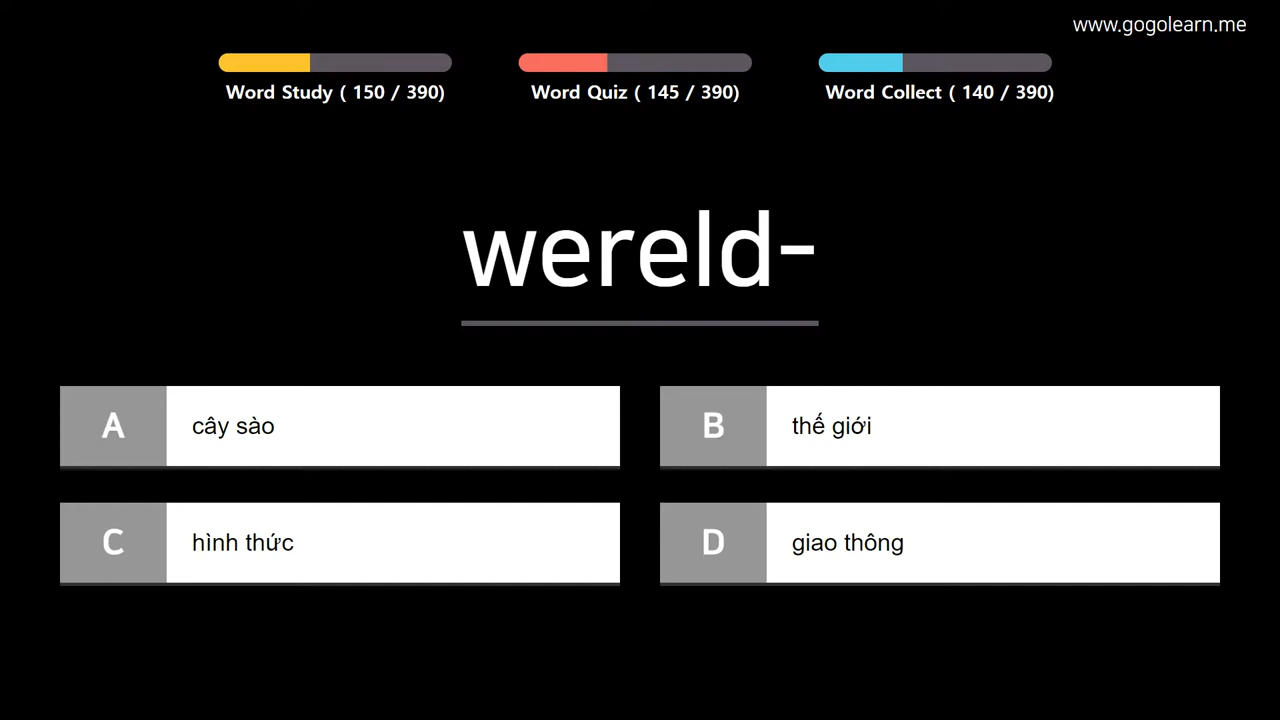 www.gogolearn.me
Word Study ( 150 / 390)
Word Quiz ( 145 / 390)
Word Collect ( 140 / 390)
wereld-
A cây sào
B thế giới
C hình thức
D giao thông